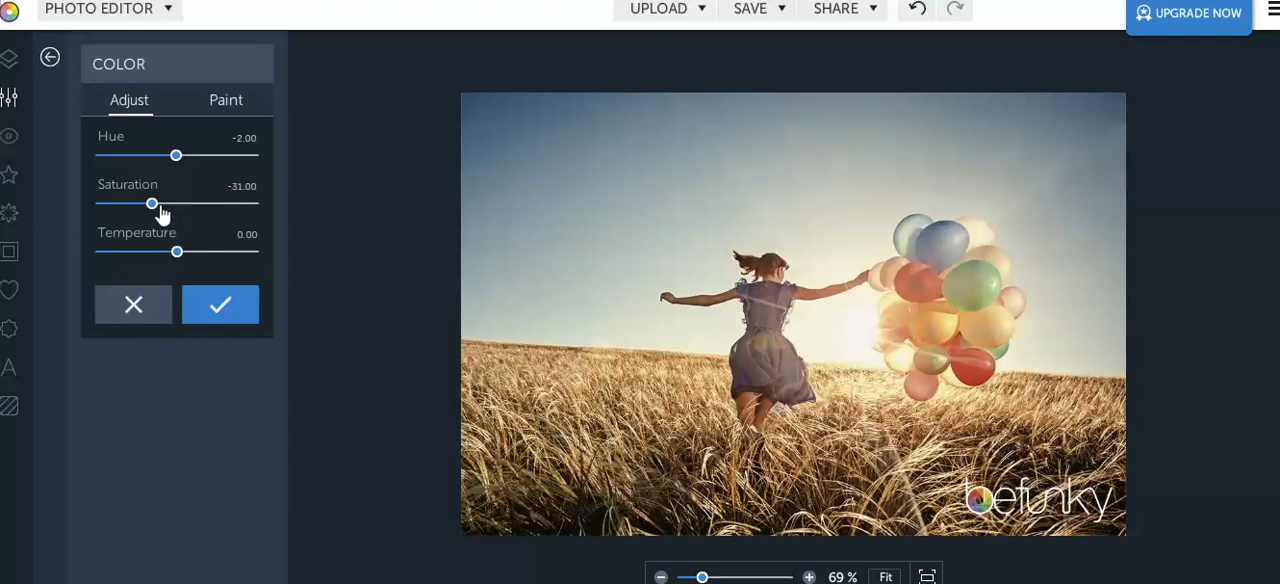 PHOTO EDITOR ▼ UPLOAD ▼ SAVE ▼ SHARE ▼ UPGRADE NOW
COLOR
Adjust Paint
Hue -2.00
Saturation -31.00
Temperature 0.00
befunky
69 % Fit